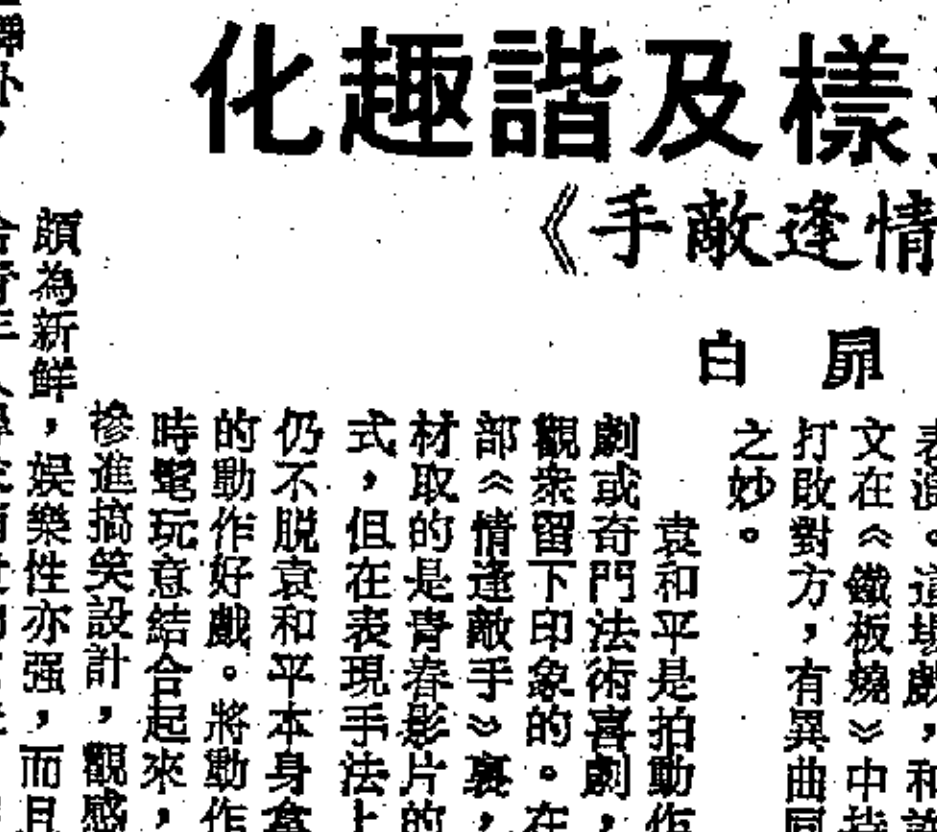 樣及諧趣化
情逢敵手》
白
表演。這場戲，和
文在《鐵板燒》中
打敗對方，有異曲同
之妙。
袁和平是拍動作
劇或奇門法術喜劇，
觀衆留下印象的。在
部《情逢敵手》裏，
材取的是青春影片的
式，但在表現手法上
仍不脱袁和平本身拿
的動作好戲。將動作
時髦玩意結合起來，
摻進搞笑設計，觀感
頗為新鮮，娛樂性亦强，而且